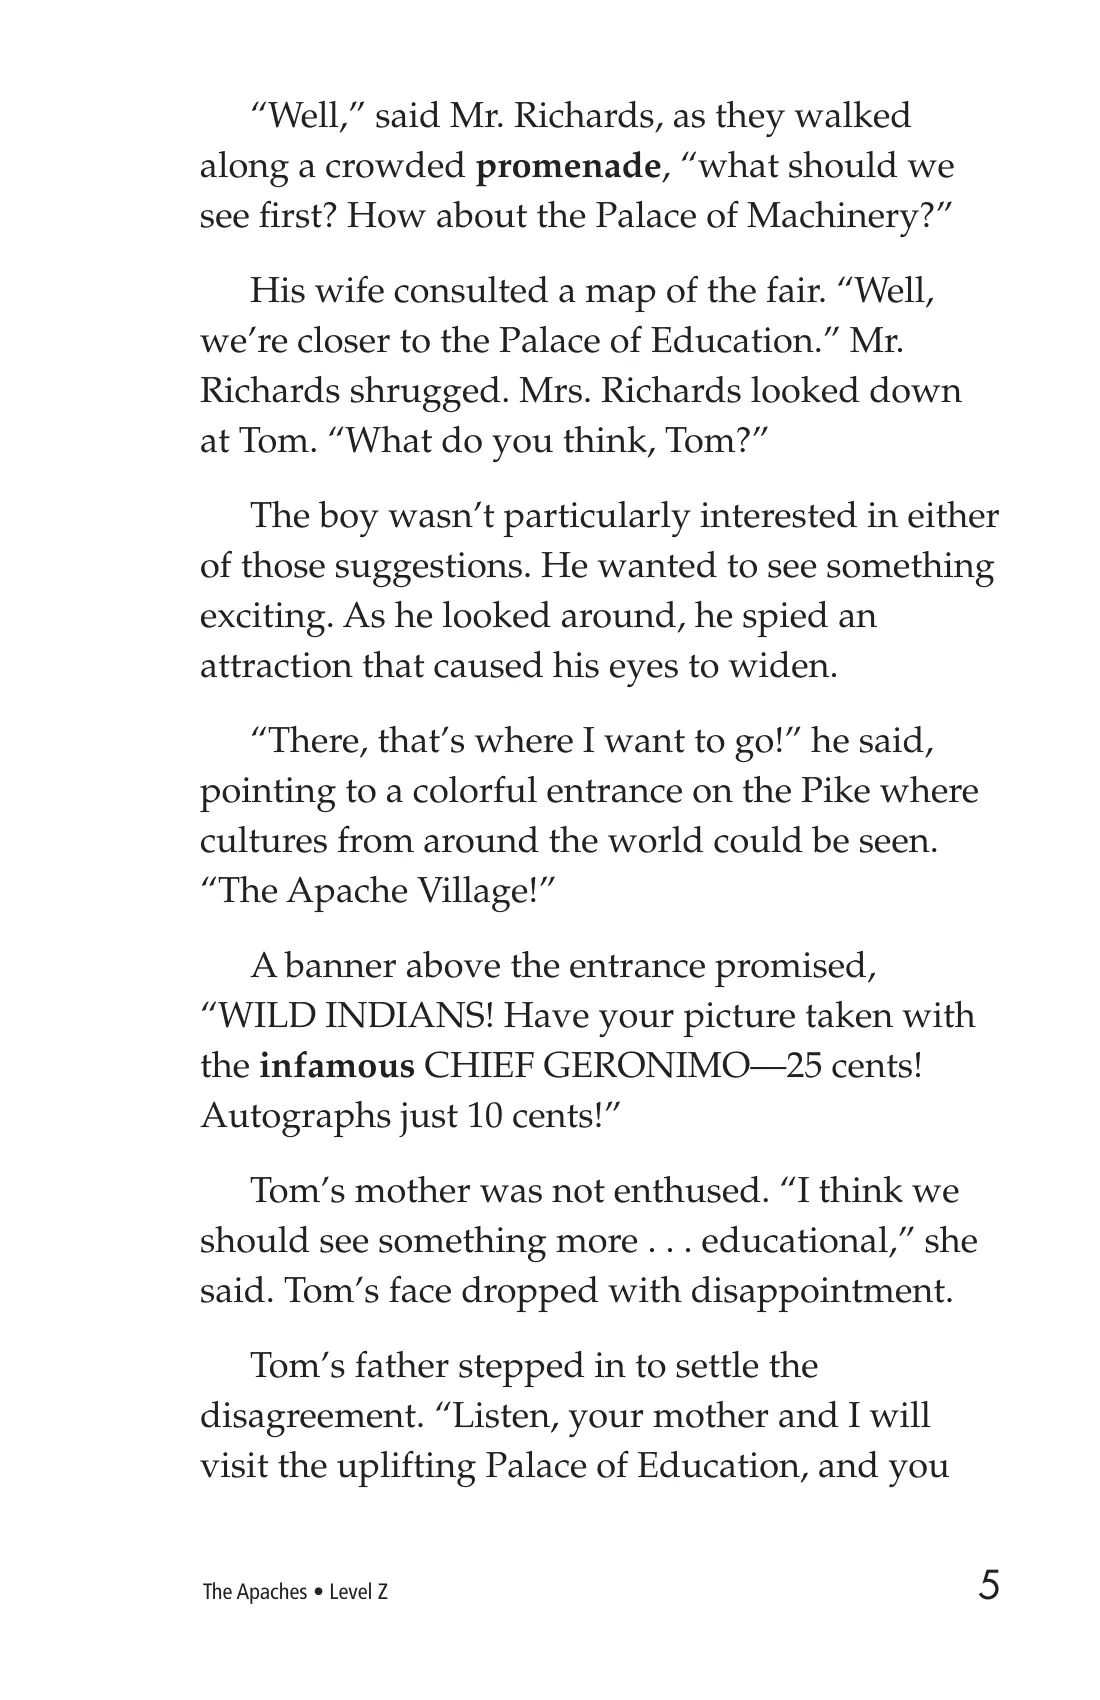 “Well,” said Mr. Richards, as they walked
along a crowded promenade, “what should we
see first? How about the Palace of Machinery?”
His wife consulted a map of the fair. “Well,
we’re closer to the Palace of Education.” Mr.
Richards shrugged. Mrs. Richards looked down
at Tom. “What do you think, Tom?”
The boy wasn’t particularly interested in either
of those suggestions. He wanted to see something
exciting. As he looked around, he spied an
attraction that caused his eyes to widen.
“There, that’s where I want to go!” he said,
pointing to a colorful entrance on the Pike where
cultures from around the world could be seen.
“The Apache Village!”
A banner above the entrance promised,
“WILD INDIANS! Have your picture taken with
the infamous CHIEF GERONIMO—25 cents!
Autographs just 10 cents!”
Tom’s mother was not enthused. “I think we
should see something more . . . educational,” she
said. Tom’s face dropped with disappointment.
Tom’s father stepped in to settle the
disagreement. “Listen, your mother and I will
visit the uplifting Palace of Education, and you
The Apaches • Level Z
5